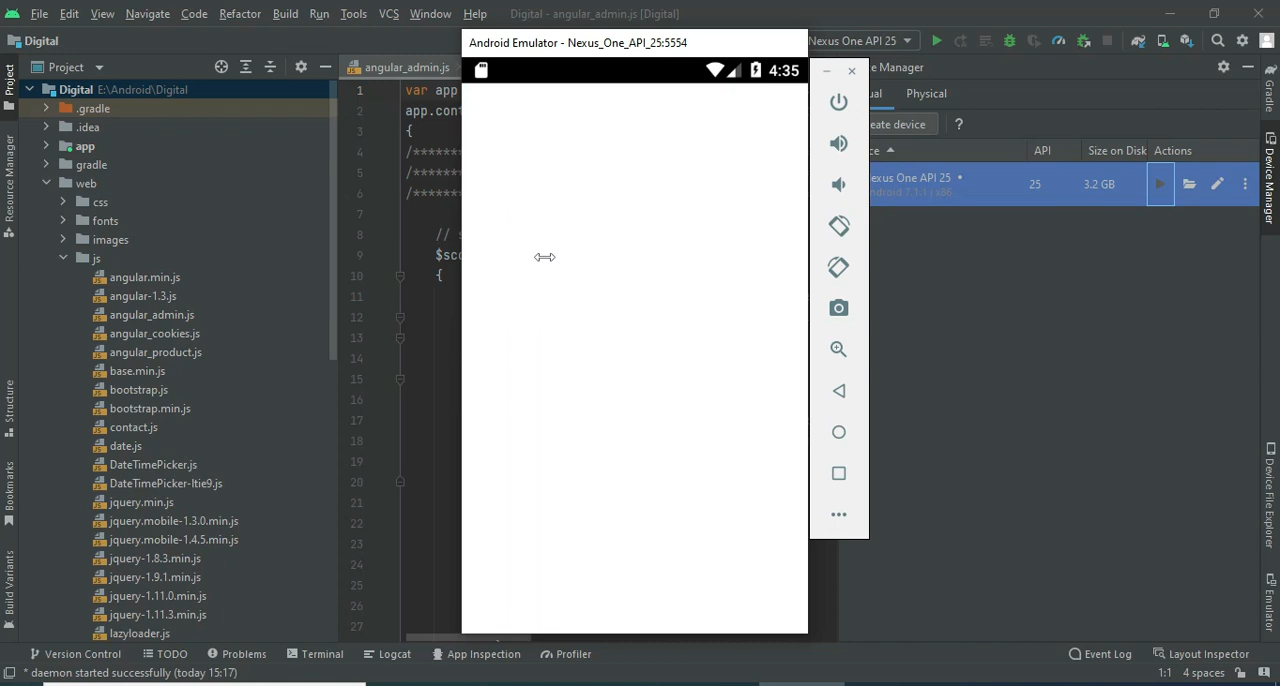 File Edit View Navigate Code Refactor Build Run Tools VCS Window Help Digital - angular_admin.js [Digital]
Digital
Nexus One API 25
Project
angular_admin.js
Android Emulator - Nexus_One_API_25:5554
4:35
Manager
Physical
device
?
API Size on Disk Actions
exus One API 25
25 3.2 GB
Digital E:\Android\Digital
.gradle
.idea
app
gradle
web
css
fonts
images
js
angular.min.js
angular-1.3.js
angular_admin.js
angular_cookies.js
angular_product.js
base.min.js
bootstrap.js
bootstrap.min.js
contact.js
date.js
DateTimePicker.js
DateTimePicker-ltie9.js
jquery.min.js
jquery.mobile-1.3.0.min.js
jquery.mobile-1.4.5.min.js
jquery-1.8.3.min.js
jquery-1.9.1.min.js
jquery-1.11.0.min.js
jquery-1.11.3.min.js
lazyloader.js
1 var app
2 app.conf
3 {
4 /*******
5 /*******
6 /*******
7
8 // s
9 $sco
10 {
11
12
13
14
15
16
17
18
19
20
21
22
23
24
25
26
27
Project
Resource Manager
Structure
Bookmarks
Build Variants
Gradle
Device Manager
Device File Explorer
Emulator
Version Control TODO Problems Terminal Logcat App Inspection Profiler Event Log Layout Inspector
* daemon started successfully (today 15:17) 1:1 4 spaces